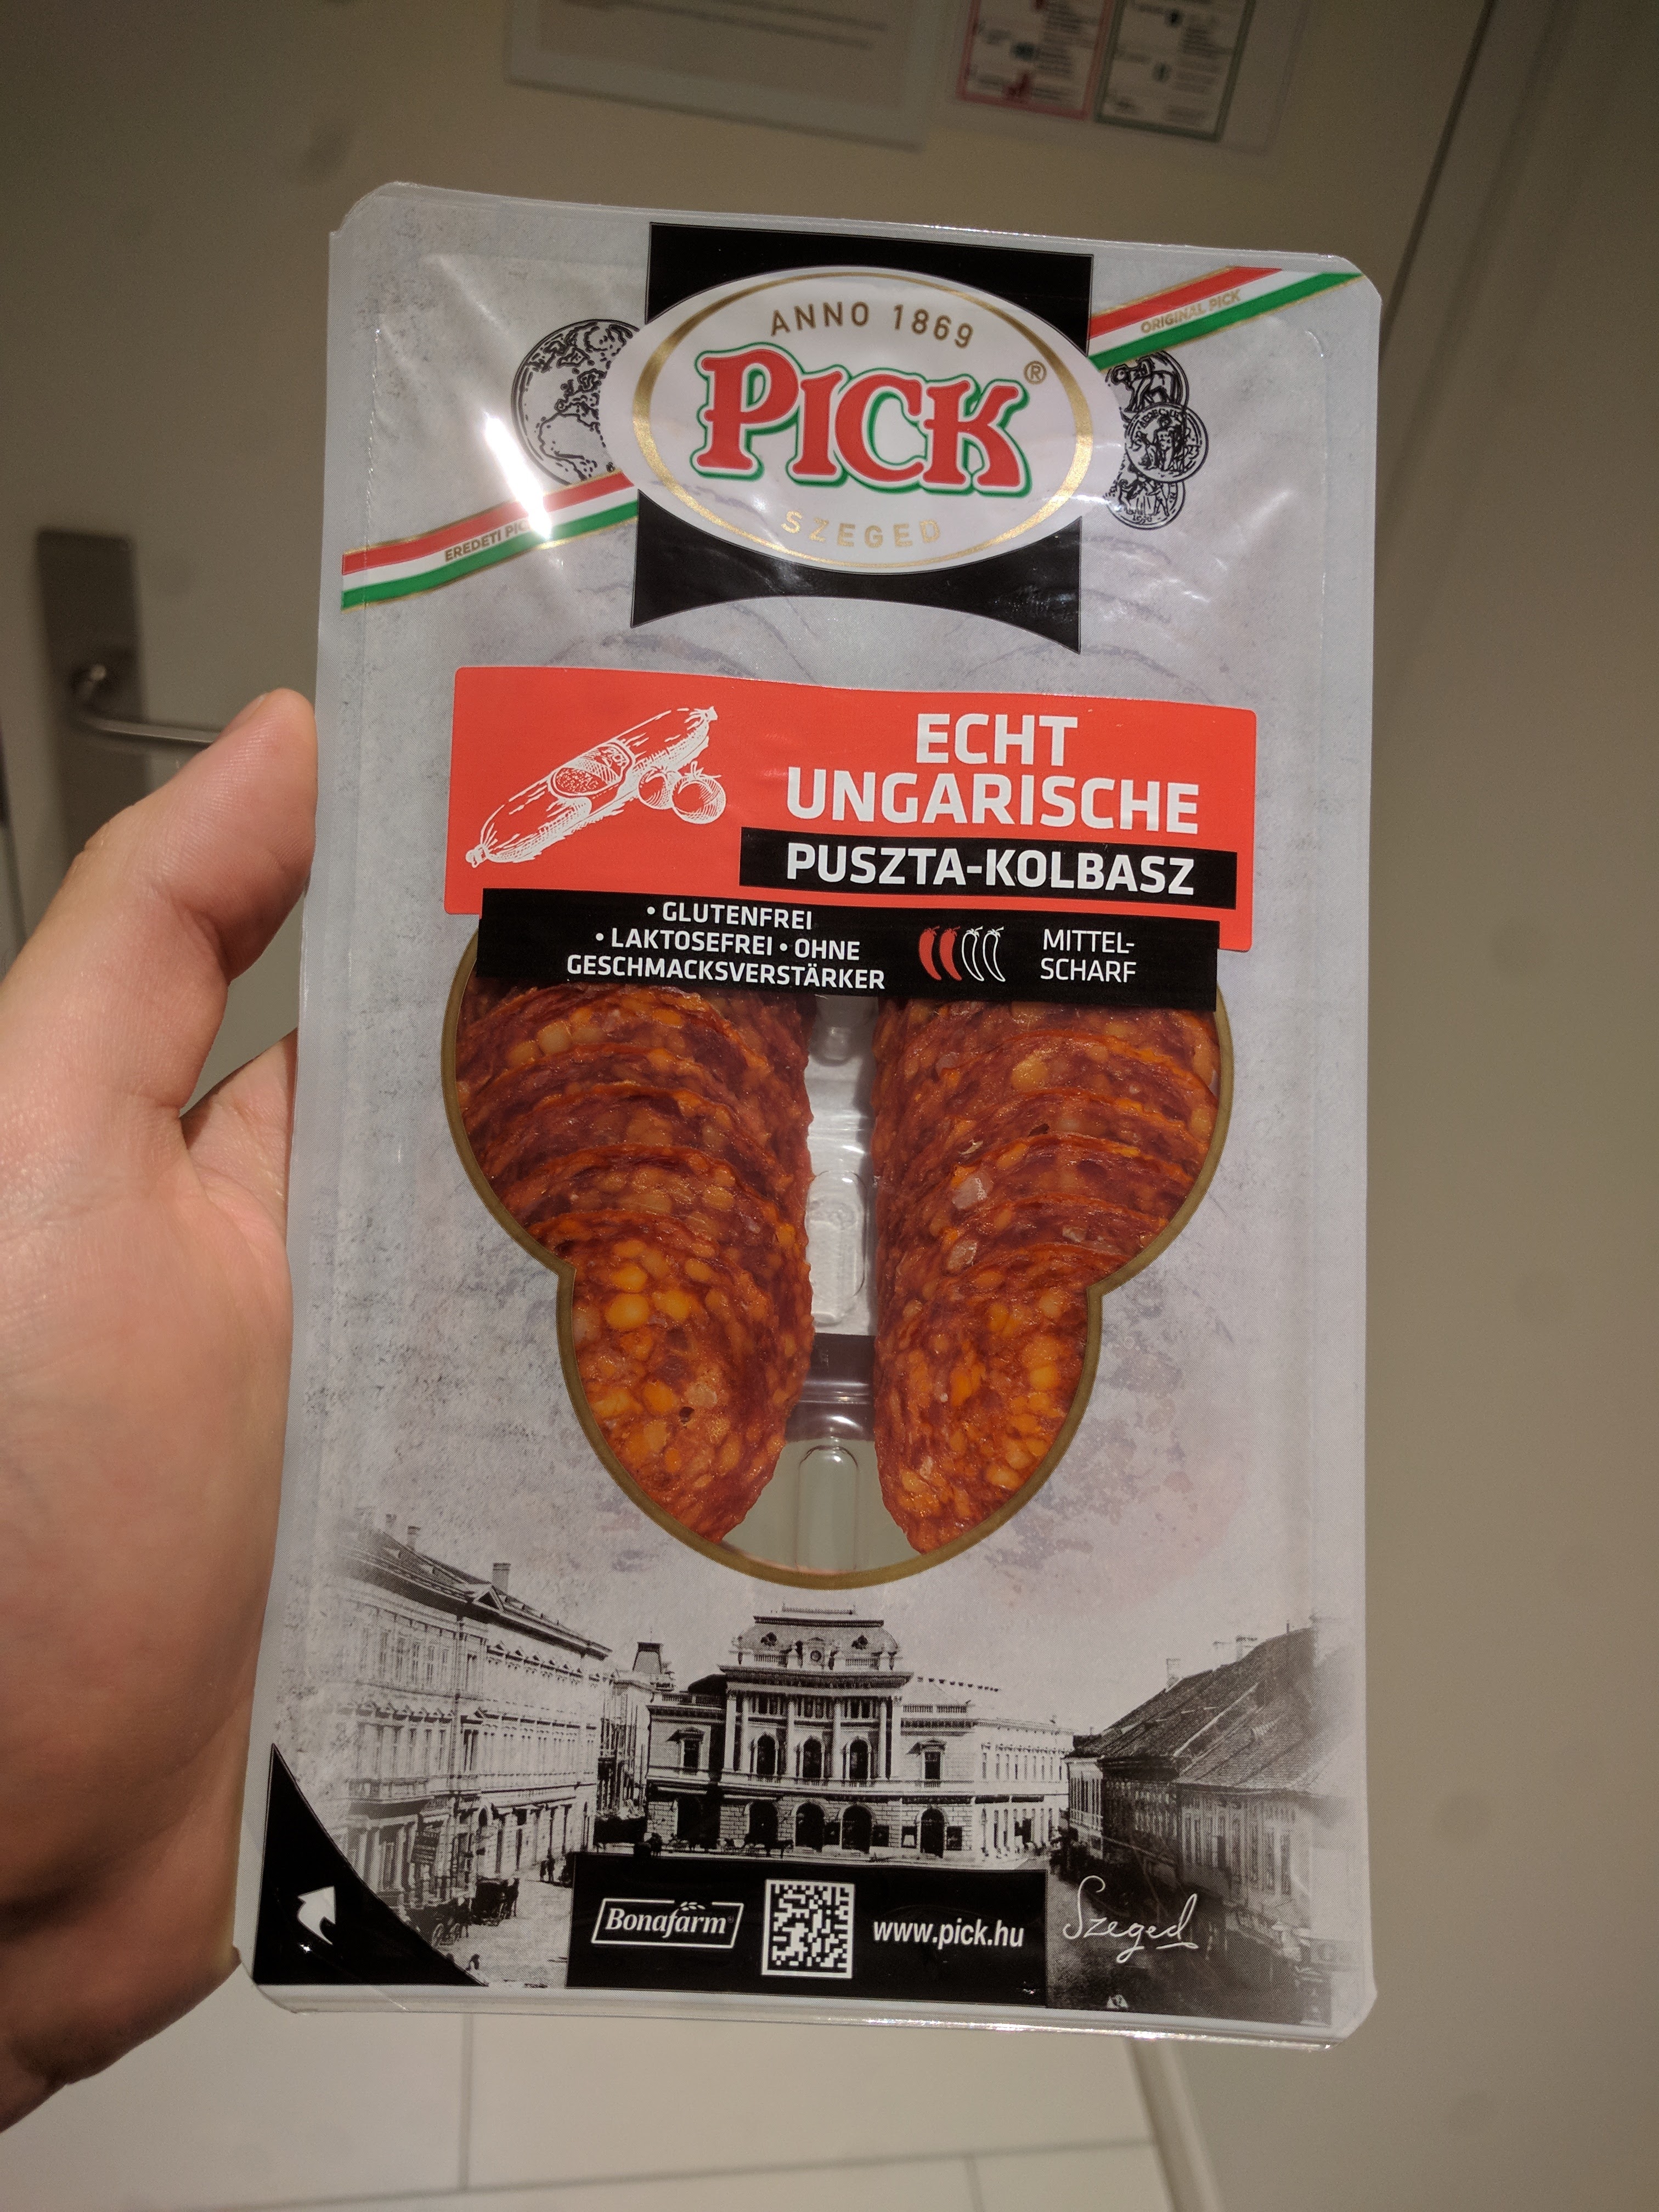 ANNO 1869
PICK®
SZEGED
ORIGINAL PICK
EREDETI PICK
ECHT
UNGARISCHE
PUSZTA-KOLBASZ
• GLUTENFREI
• LAKTOSEFREI • OHNE
GESCHMACKSVERSTÄRKER
MITTEL-
SCHARF
Bonafarm®
www.pick.hu
Szeged